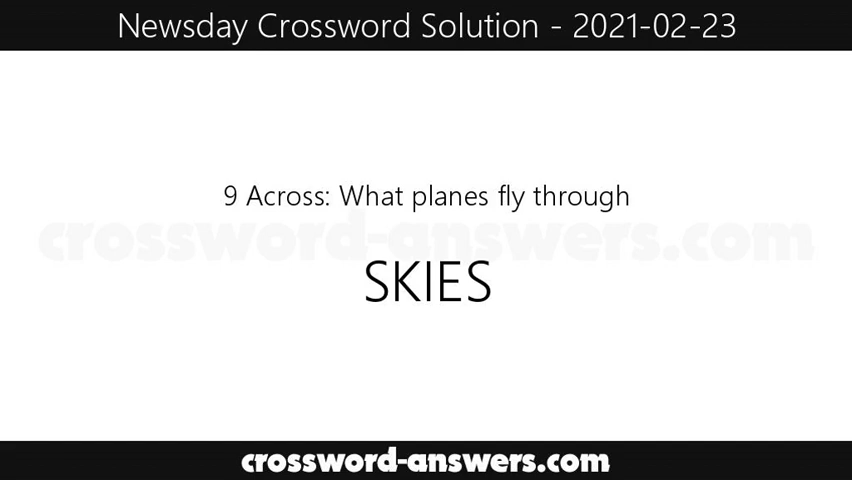 Newsday Crossword Solution - 2021-02-23
9 Across: What planes fly through
crossword-answers.com
SKIES
crossword-answers.com